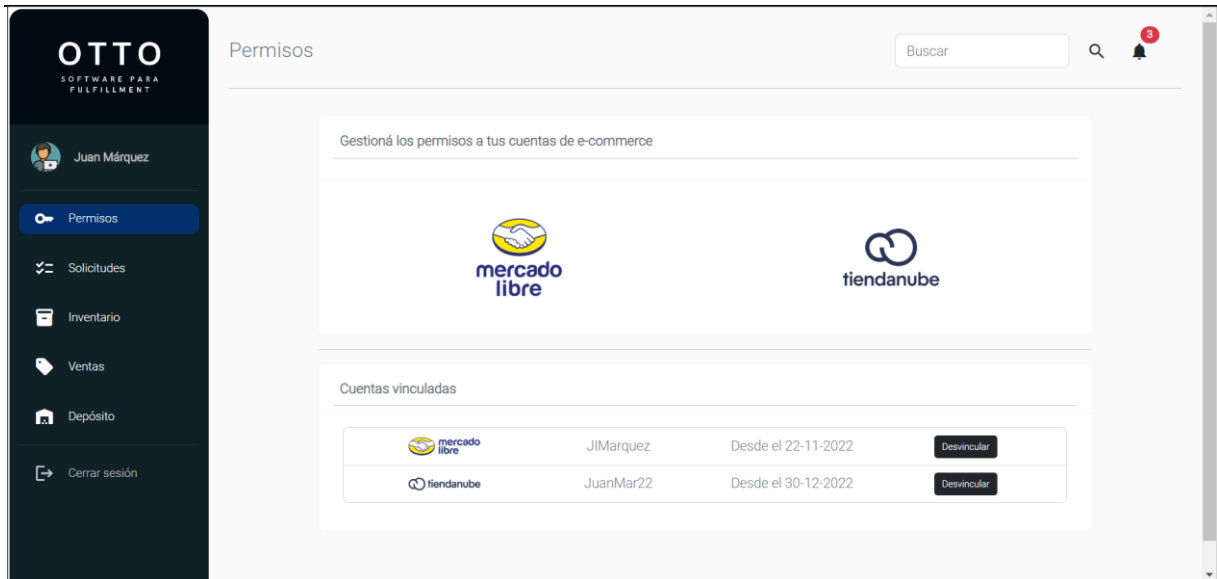 OTTO
SOFTWARE PARA
FULFILLMENT
Juan Márquez
Permisos
Solicitudes
Inventario
Ventas
Depósito
Cerrar sesión
Permisos
Buscar
3
Gestioná los permisos a tus cuentas de e-commerce
mercado
libre
tiendanube
Cuentas vinculadas
mercado
libre
JIMarquez
Desde el 22-11-2022
Desvincular
tiendanube
JuanMar22
Desde el 30-12-2022
Desvincular